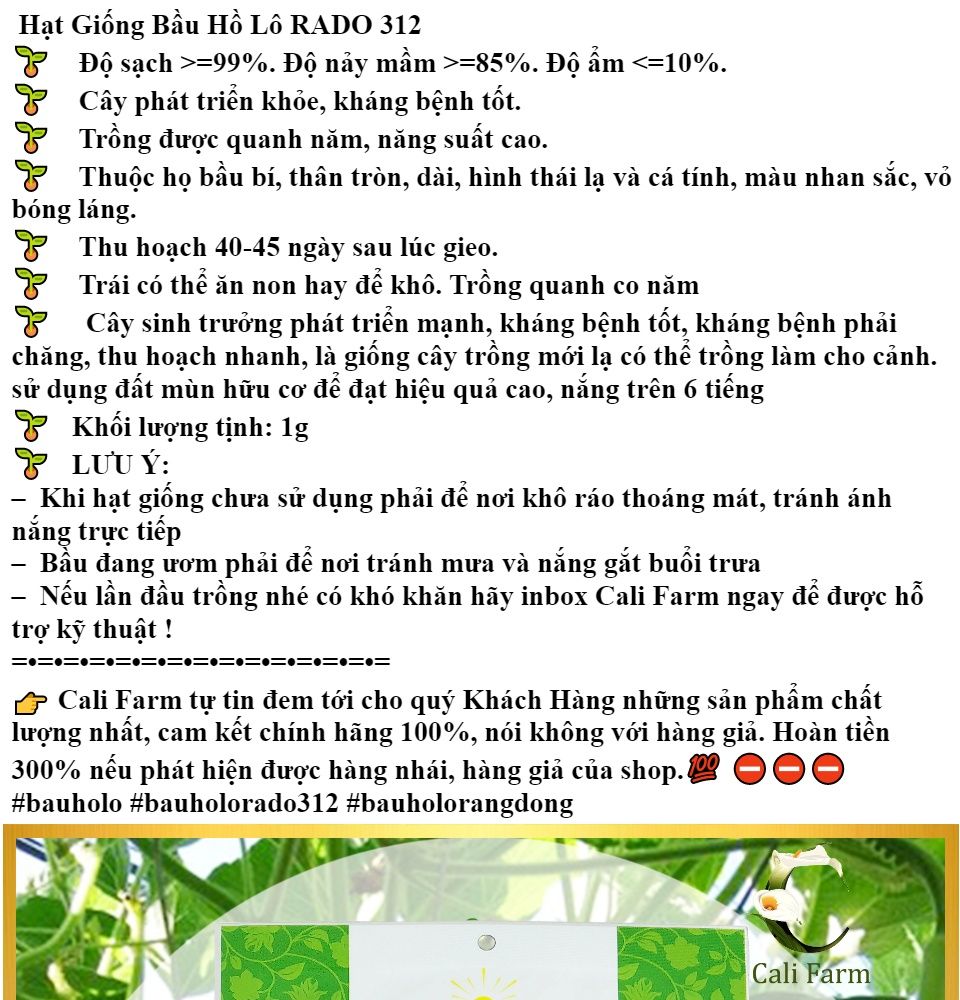 Hạt Giống Bầu Hồ Lô RADO 312
Độ sạch >=99%. Độ nảy mầm >=85%. Độ ẩm <=10%.
Cây phát triển khỏe, kháng bệnh tốt.
Trồng được quanh năm, năng suất cao.
Thuộc họ bầu bí, thân tròn, dài, hình thái lạ và cá tính, màu nhan sắc, vỏ
bóng láng.
Thu hoạch 40-45 ngày sau lúc gieo.
Trái có thể ăn non hay để khô. Trồng quanh co năm
Cây sinh trưởng phát triển mạnh, kháng bệnh tốt, kháng bệnh phải
chăng, thu hoạch nhanh, là giống cây trồng mới lạ có thể trồng làm cho cảnh.
sử dụng đất mùn hữu cơ để đạt hiệu quả cao, nắng trên 6 tiếng
Khối lượng tịnh: 1g
LƯU Ý:
– Khi hạt giống chưa sử dụng phải để nơi khô ráo thoáng mát, tránh ánh
nắng trực tiếp
– Bầu đang ươm phải để nơi tránh mưa và nắng gắt buổi trưa
– Nếu lần đầu trồng nhé có khó khăn hãy inbox Cali Farm ngay để được hỗ
trợ kỹ thuật !
=•=•=•=•=•=•=•=•=•=•=•=•=•=•=
👉 Cali Farm tự tin đem tới cho quý Khách Hàng những sản phẩm chất
lượng nhất, cam kết chính hãng 100%, nói không với hàng giả. Hoàn tiền
300% nếu phát hiện được hàng nhái, hàng giả của shop.💯 ⛔⛔⛔
#bauholo #bauholorado312 #bauholorangdong
Cali Farm